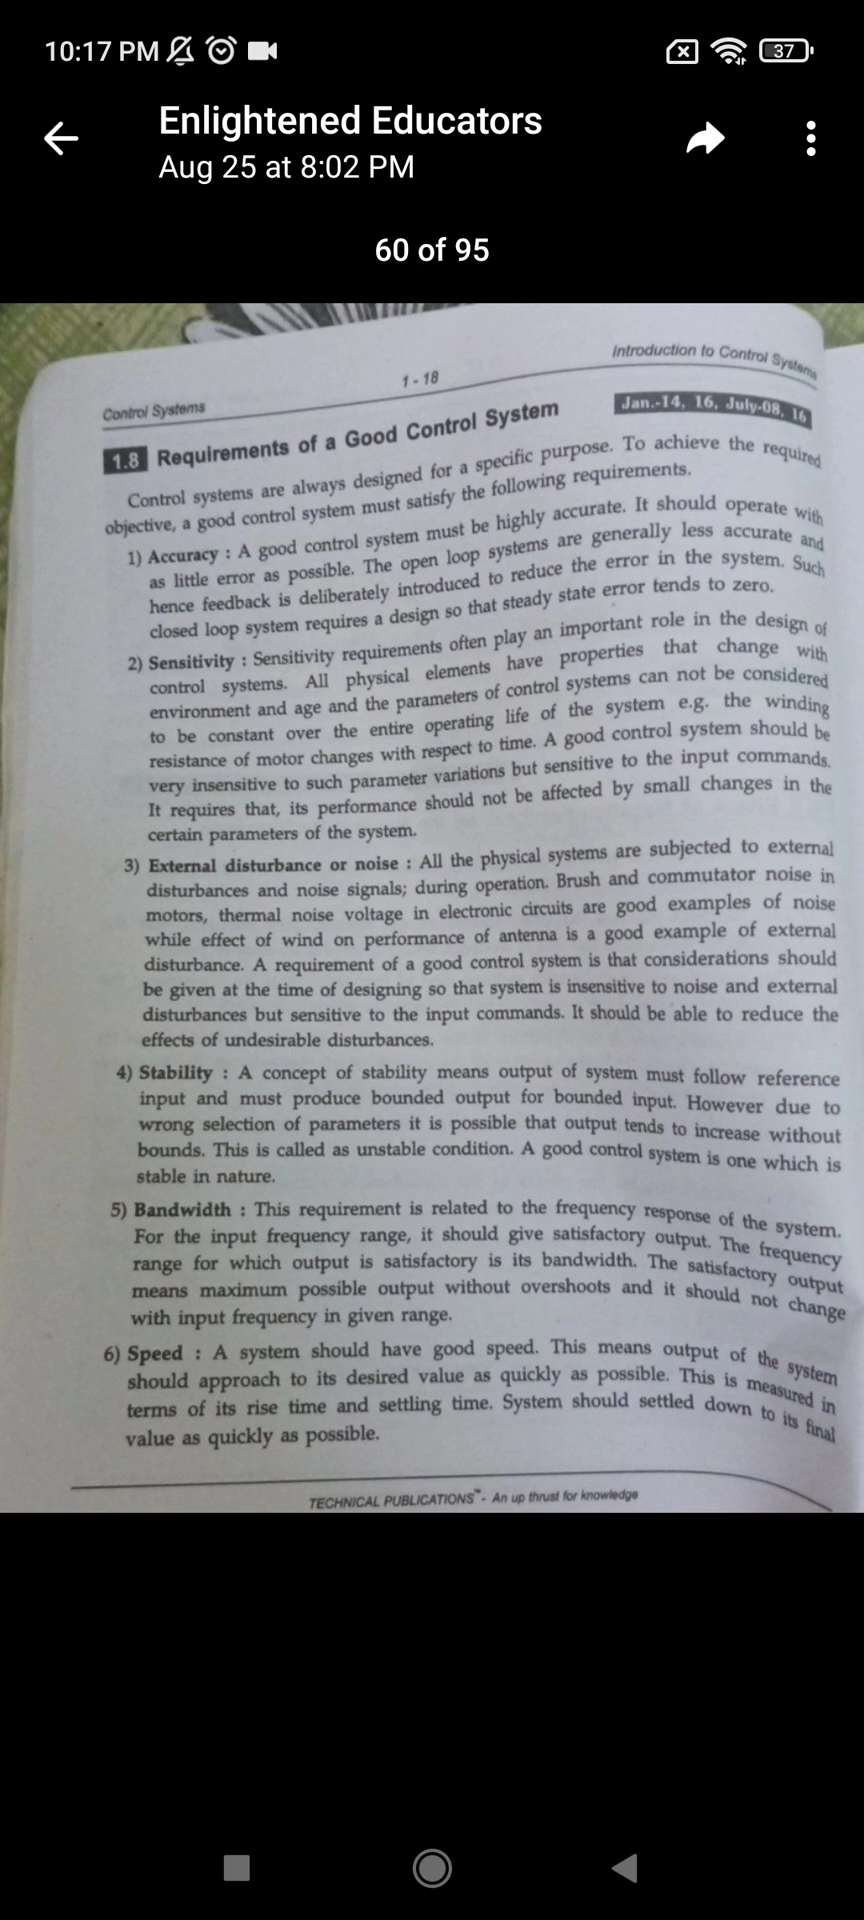 10:17 PM
37
Enlightened Educators
Aug 25 at 8:02 PM
60 of 95
Control Systems
1 - 18
Introduction to Control Systems
1.8 Requirements of a Good Control System
Jan.-14, 16, July-08, 16
Control systems are always designed for a specific purpose. To achieve the required
objective, a good control system must satisfy the following requirements.
1) Accuracy : A good control system must be highly accurate. It should operate with
as little error as possible. The open loop systems are generally less accurate and
hence feedback is deliberately introduced to reduce the error in the system. Such
closed loop system requires a design so that steady state error tends to zero.
2) Sensitivity : Sensitivity requirements often play an important role in the design of
control systems. All physical elements have properties that change with
environment and age and the parameters of control systems can not be considered
to be constant over the entire operating life of the system e.g. the winding
resistance of motor changes with respect to time. A good control system should be
very insensitive to such parameter variations but sensitive to the input commands.
It requires that, its performance should not be affected by small changes in the
certain parameters of the system.
3) External disturbance or noise : All the physical systems are subjected to external
disturbances and noise signals; during operation. Brush and commutator noise in
motors, thermal noise voltage in electronic circuits are good examples of noise
while effect of wind on performance of antenna is a good example of external
disturbance. A requirement of a good control system is that considerations should
be given at the time of designing so that system is insensitive to noise and external
disturbances but sensitive to the input commands. It should be able to reduce the
effects of undesirable disturbances.
4) Stability : A concept of stability means output of system must follow reference
input and must produce bounded output for bounded input. However due to
wrong selection of parameters it is possible that output tends to increase without
bounds. This is called as unstable condition. A good control system is one which is
stable in nature.
5) Bandwidth : This requirement is related to the frequency response of the system.
For the input frequency range, it should give satisfactory output. The frequency
range for which output is satisfactory is its bandwidth. The satisfactory output
means maximum possible output without overshoots and it should not change
with input frequency in given range.
6) Speed : A system should have good speed. This means output of the system
should approach to its desired value as quickly as possible. This is measured in
terms of its rise time and settling time. System should settled down to its final
value as quickly as possible.
TECHNICAL PUBLICATIONS™- An up thrust for knowledge